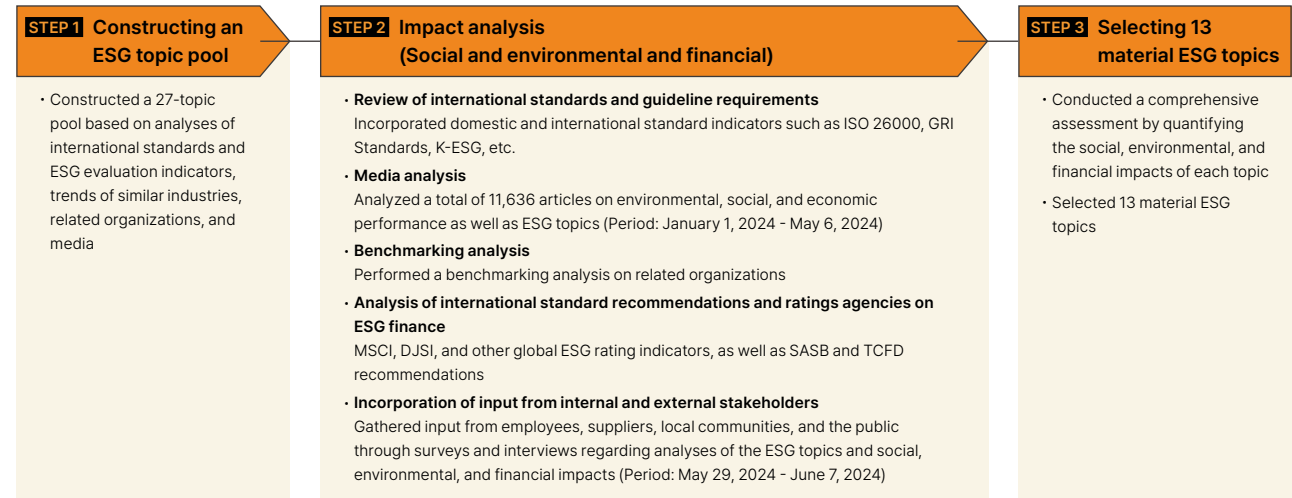 STEP 1 Constructing an
ESG topic pool
• Constructed a 27-topic
pool based on analyses of
international standards and
ESG evaluation indicators,
trends of similar industries,
related organizations, and
media
STEP 2 Impact analysis
(Social and environmental and financial)
• Review of international standards and guideline requirements
Incorporated domestic and international standard indicators such as ISO 26000, GRI
Standards, K-ESG, etc.
• Media analysis
Analyzed a total of 11,636 articles on environmental, social, and economic
performance as well as ESG topics (Period: January 1, 2024 - May 6, 2024)
• Benchmarking analysis
Performed a benchmarking analysis on related organizations
• Analysis of international standard recommendations and ratings agencies on
ESG finance
MSCI, DJSI, and other global ESG rating indicators, as well as SASB and TCFD
recommendations
• Incorporation of input from internal and external stakeholders
Gathered input from employees, suppliers, local communities, and the public
through surveys and interviews regarding analyses of the ESG topics and social,
environmental, and financial impacts (Period: May 29, 2024 - June 7, 2024)
STEP 3 Selecting 13
material ESG topics
• Conducted a comprehensive
assessment by quantifying
the social, environmental, and
financial impacts of each topic
• Selected 13 material ESG
topics